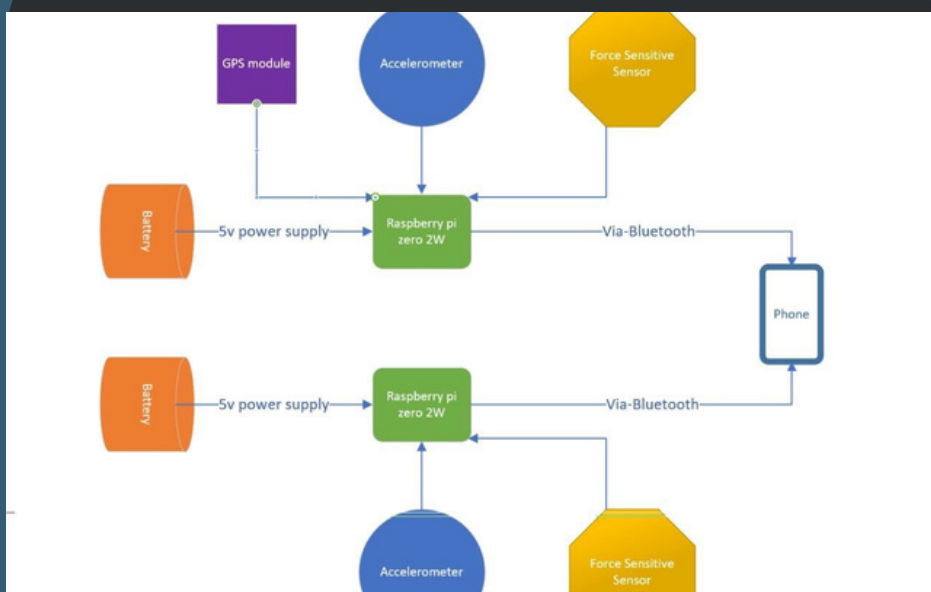 GPS module
Accelerometer
Force Sensitive
Sensor
Battery
5v power supply
Raspberry pi
zero 2W
Via-Bluetooth
Phone
Battery
5v power supply
Raspberry pi
zero 2W
Via-Bluetooth
Accelerometer
Force Sensitive
Sensor